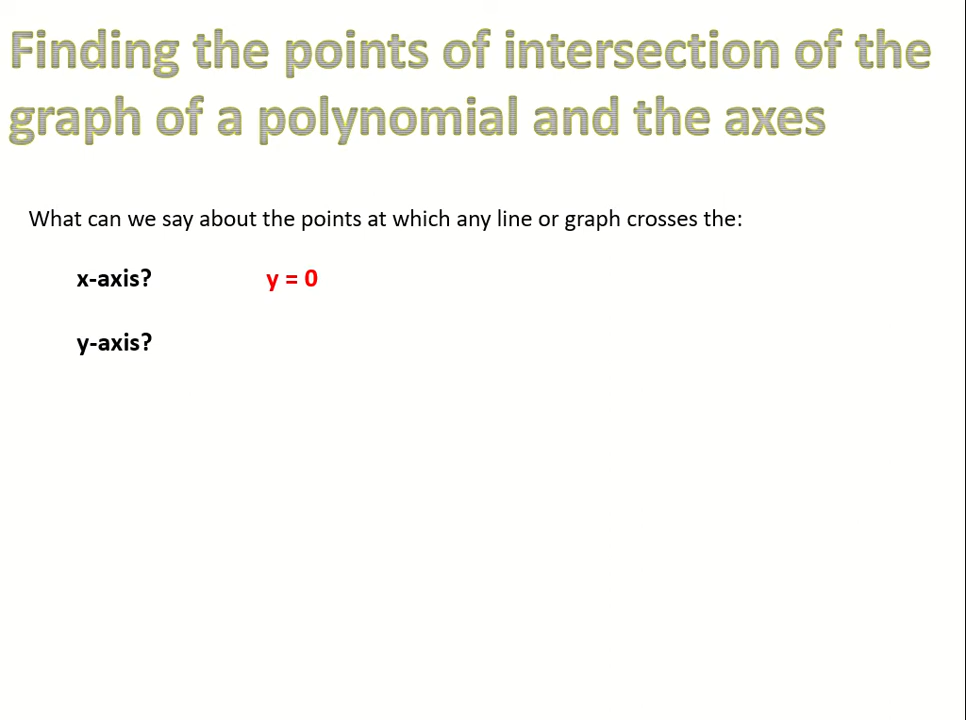 Finding the points of intersection of the
graph of a polynomial and the axes
What can we say about the points at which any line or graph crosses the:
x-axis? y = 0
y-axis?